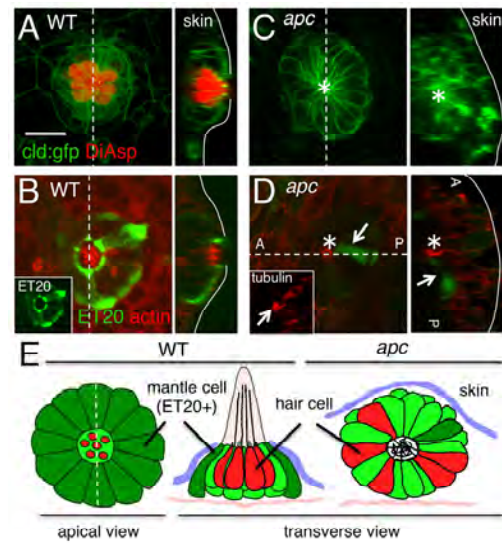 A WT
skin
cld:gfp DiAsp
C apc
skin
*
*
B WT
ET20
ET20 actin
D apc
A
P
*
tubulin
A
*
P
E
WT
apc
mantle cell
(ET20+)
hair cell
skin
apical view
transverse view